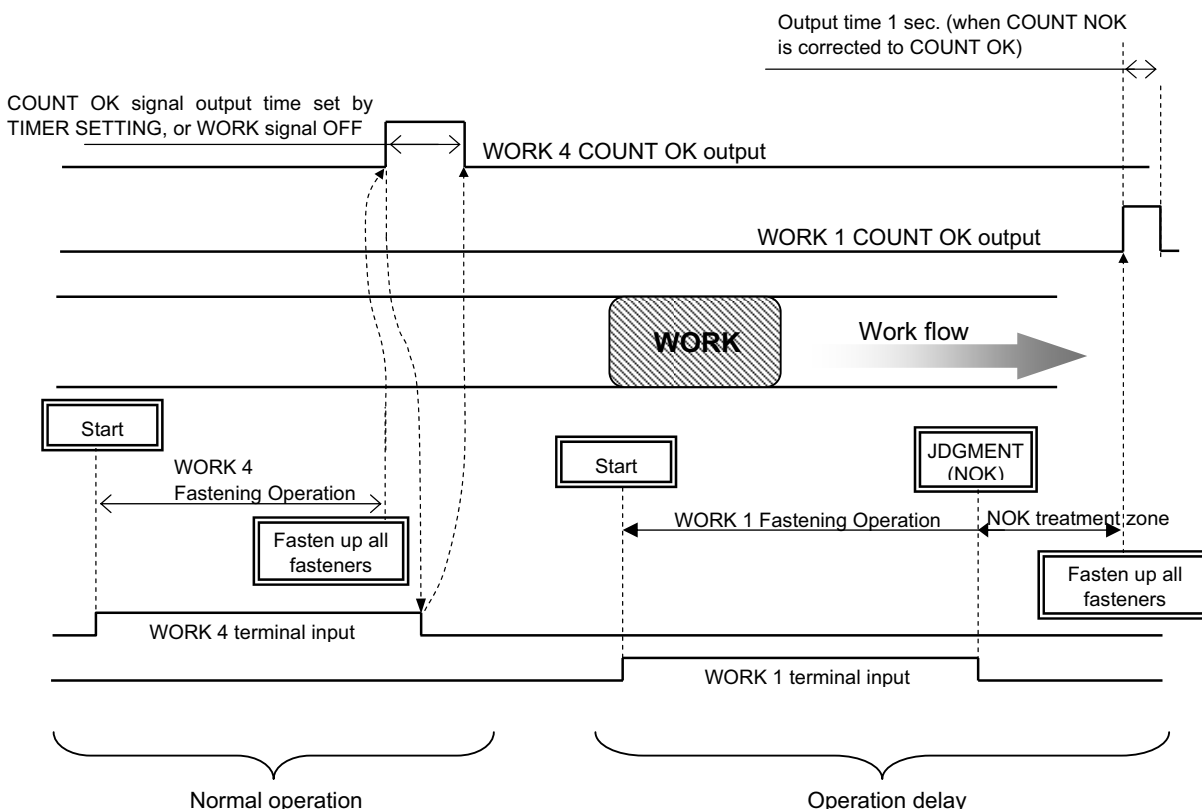 Output time 1 sec. (when COUNT NOK
is corrected to COUNT OK)
COUNT OK signal output time set by
TIMER SETTING, or WORK signal OFF
WORK 4 COUNT OK output
WORK 1 COUNT OK output
WORK
Work flow
Start
WORK 4
Fastening Operation
Fasten up all
fasteners
Start
JDGMENT
(NOK)
WORK 1 Fastening Operation
NOK treatment zone
Fasten up all
fasteners
WORK 4 terminal input
WORK 1 terminal input
Normal operation
Operation delay